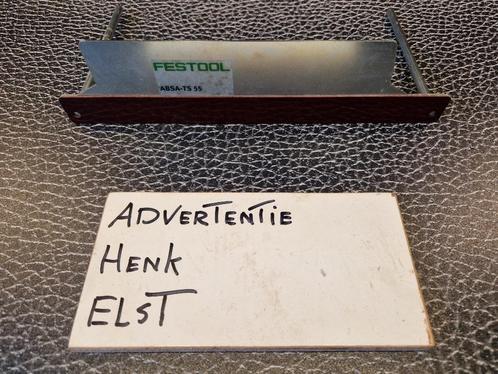 FESTOOL
ABSA-TS 55
ADVERTENTIE
HENK
ELST